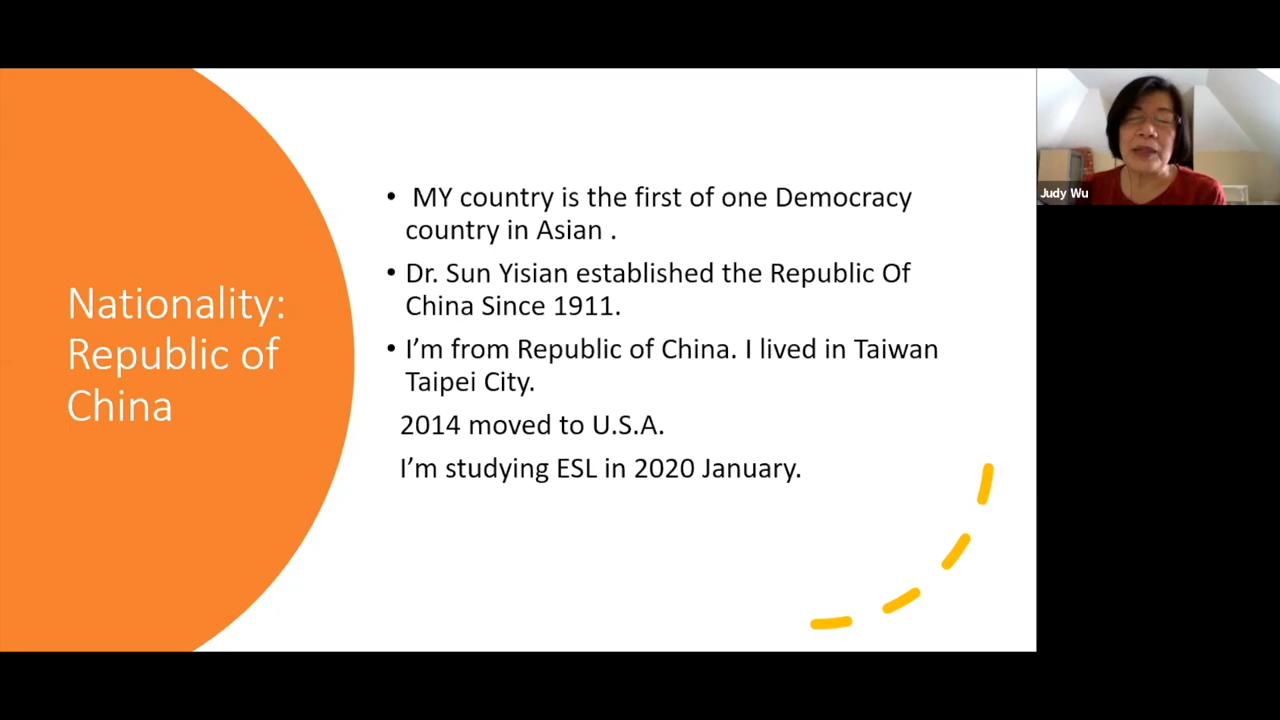 Nationality:
Republic of
China
• MY country is the first of one Democracy
country in Asian .
• Dr. Sun Yisian established the Republic Of
China Since 1911.
• I’m from Republic of China. I lived in Taiwan
Taipei City.
2014 moved to U.S.A.
I’m studying ESL in 2020 January.
Judy Wu